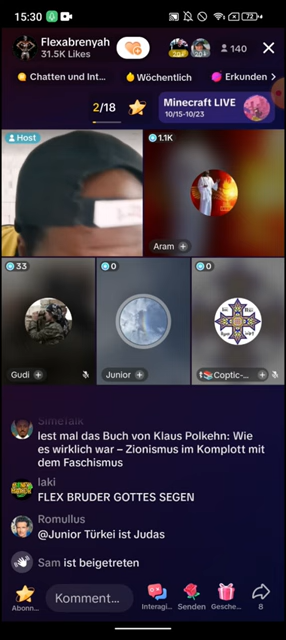 15:30
72
Flexabrenyah
31.5K Likes
140
Chatten und Int...
Wöchentlich
Erkunden
2/18
Minecraft LIVE
10/15-10/23
Host
1.1K
Aram
33
0
0
Gudi
Junior
Coptic-...
SimeTalk
lest mal das Buch von Klaus Polkehn: Wie
es wirklich war – Zionismus im Komplott mit
dem Faschismus
laki
FLEX BRUDER GOTTES SEGEN
Romullus
@Junior Türkei ist Judas
Sam ist beigetreten
Komment...
Abonn...
Interagi...
Senden
Gesche...
8